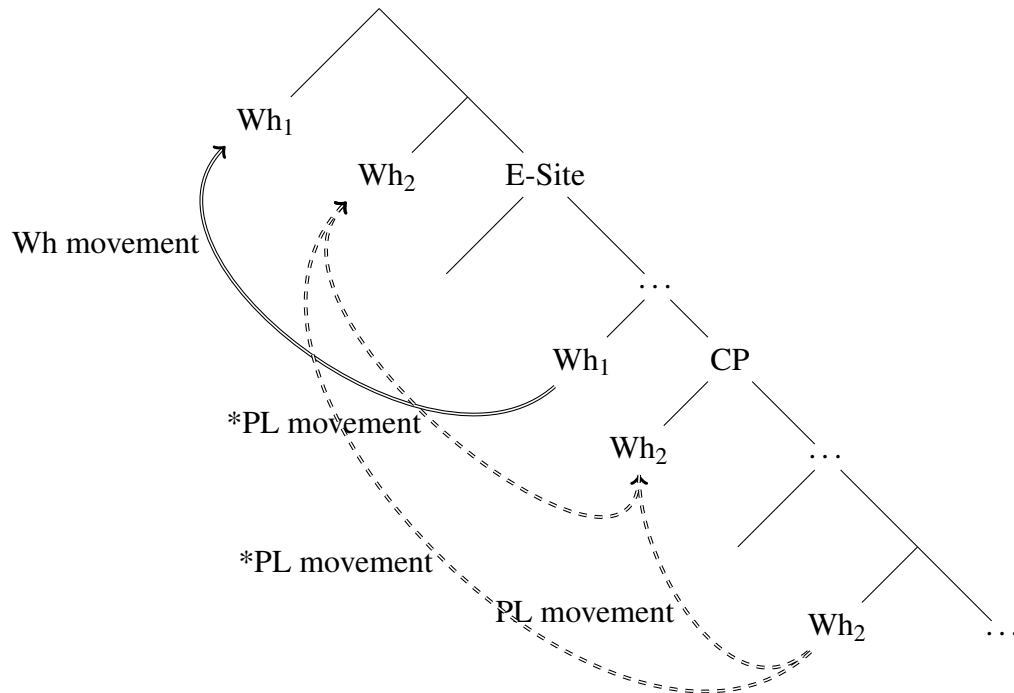 Wh₁
Wh₂
E-Site
Wh movement
...
Wh₁
CP
*PL movement
Wh₂
...
*PL movement
PL movement
Wh₂
...